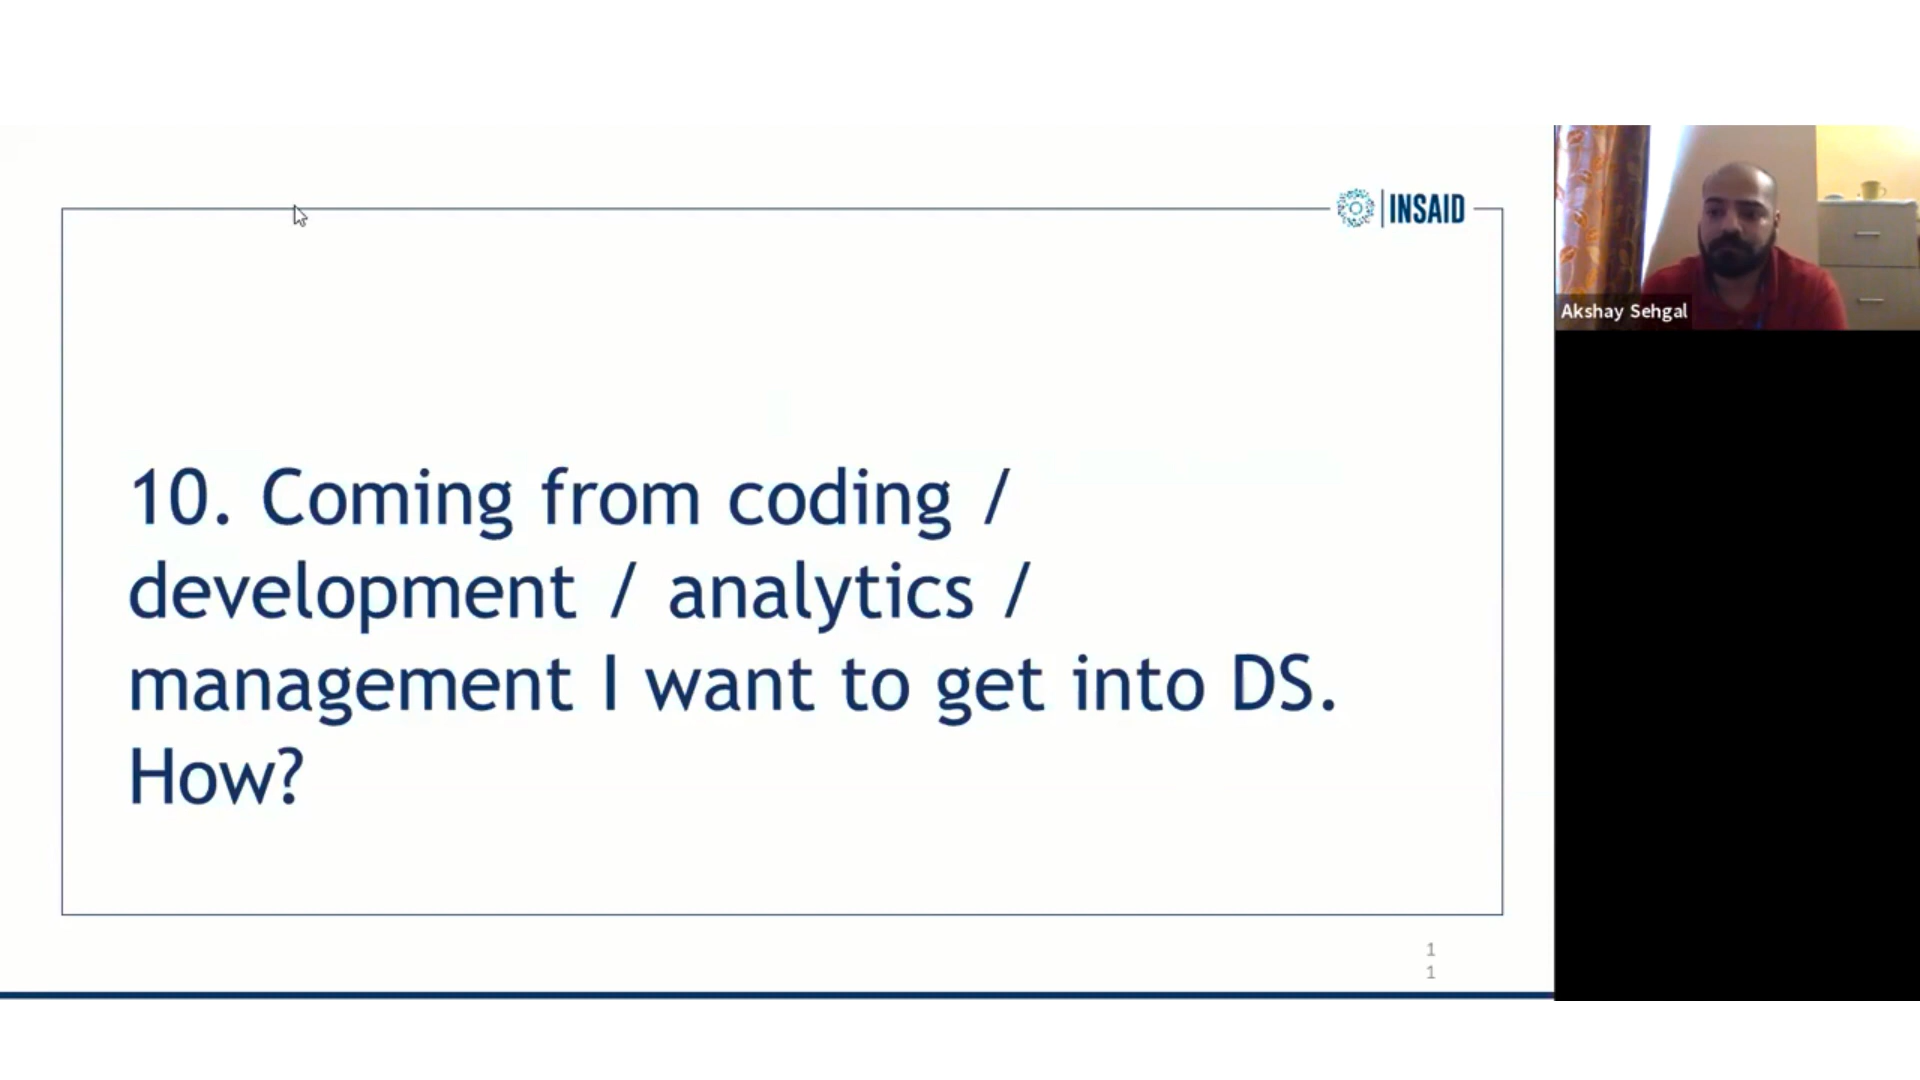 INSAID
10. Coming from coding /
development / analytics /
management I want to get into DS.
How?
1
1
Akshay Sehgal